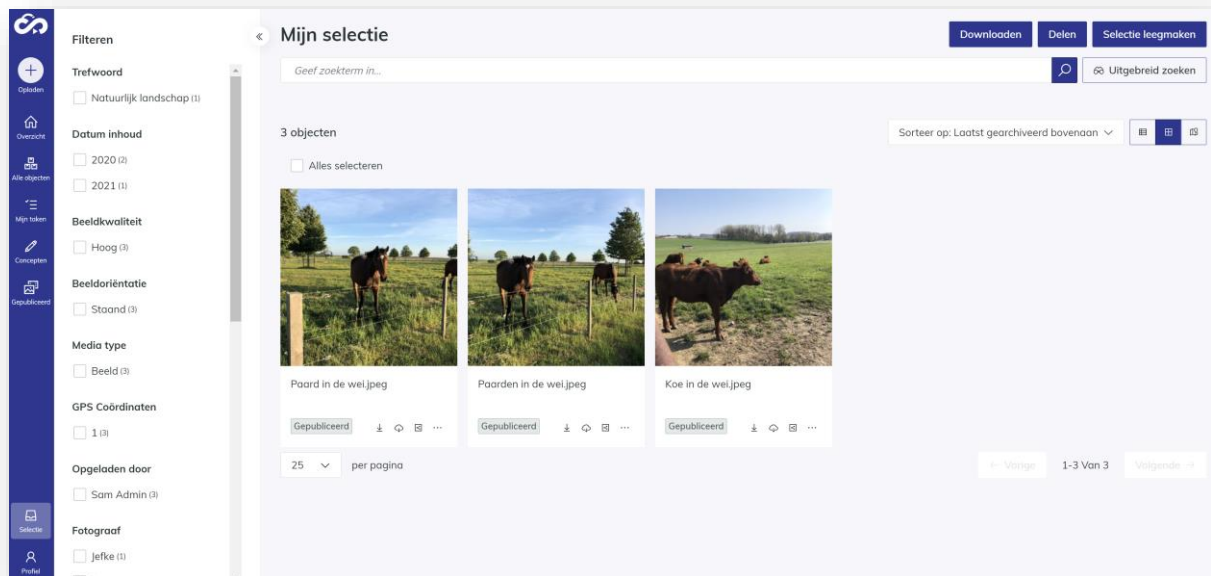 Opladen
Overzicht
Alle objecten
Mijn taken
Concepten
Gepubliceerd
Selectie
Profiel
Filteren
Trefwoord
Natuurlijk landschap (1)
Datum inhoud
2020 (2)
2021 (1)
Beeldkwaliteit
Hoog (3)
Beeldoriëntatie
Staand (3)
Media type
Beeld (3)
GPS Coördinaten
1 (3)
Opgeladen door
Sam Admin (3)
Fotograaf
Jefke (1)
Mijn selectie
Downloaden
Delen
Selectie leegmaken
Geef zoekterm in...
Uitgebreid zoeken
3 objecten
Sorteer op: Laatst gearchiveerd bovenaan
Alles selecteren
Paard in de wei.jpeg
Gepubliceerd
Paarden in de wei.jpeg
Gepubliceerd
Koe in de wei.jpeg
Gepubliceerd
25 per pagina
← Vorige
1-3 Van 3
Volgende →